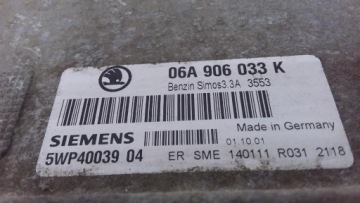 06A 906 033 K
Benzin Simos3.3A 3553
Made in Germany
SIEMENS 01.10.01
5WP40039 04 ER SME 140111 R031 2118